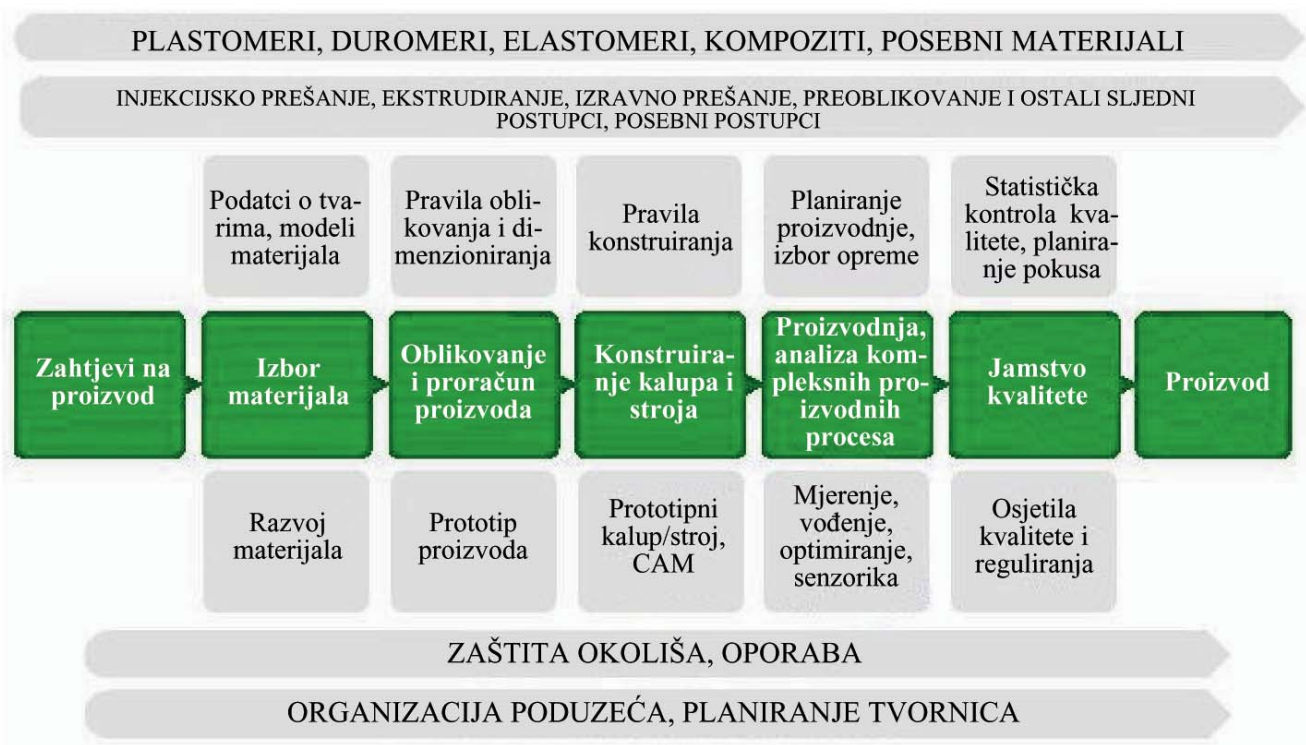 PLASTOMERI, DUROMERI, ELASTOMERI, KOMPOZITI, POSEBNI MATERIJALI
INJEKCIJSKO PREŠANJE, EKSTRUDIRANJE, IZRAVNO PREŠANJE, PREOBLIKOVANJE I OSTALI SLJEDNI
POSTUPCI, POSEBNI POSTUPCI
Podatci o tva-
rima, modeli
materijala
Pravila obli-
kovanja i di-
menzioniranja
Pravila
konstruiranja
Planiranje
proizvodnje,
izbor opreme
Statistička
kontrola kva-
litete, planira-
nje pokusa
Zahtjevi na
proizvod
Izbor
materijala
Oblikovanje
i proračun
proizvoda
Konstruira-
nje kalupa i
stroja
Proizvodnja,
analiza kom-
pleksnih pro-
izvodnih
procesa
Jamstvo
kvalitete
Proizvod
Razvoj
materijala
Prototip
proizvoda
Prototipni
kalup/stroj,
CAM
Mjerenje,
vođenje,
optimiranje,
senzorika
Osjetila
kvalitete i
reguliranja
ZAŠTITA OKOLIŠA, OPORABA
ORGANIZACIJA PODUZEĆA, PLANIRANJE TVORNICA